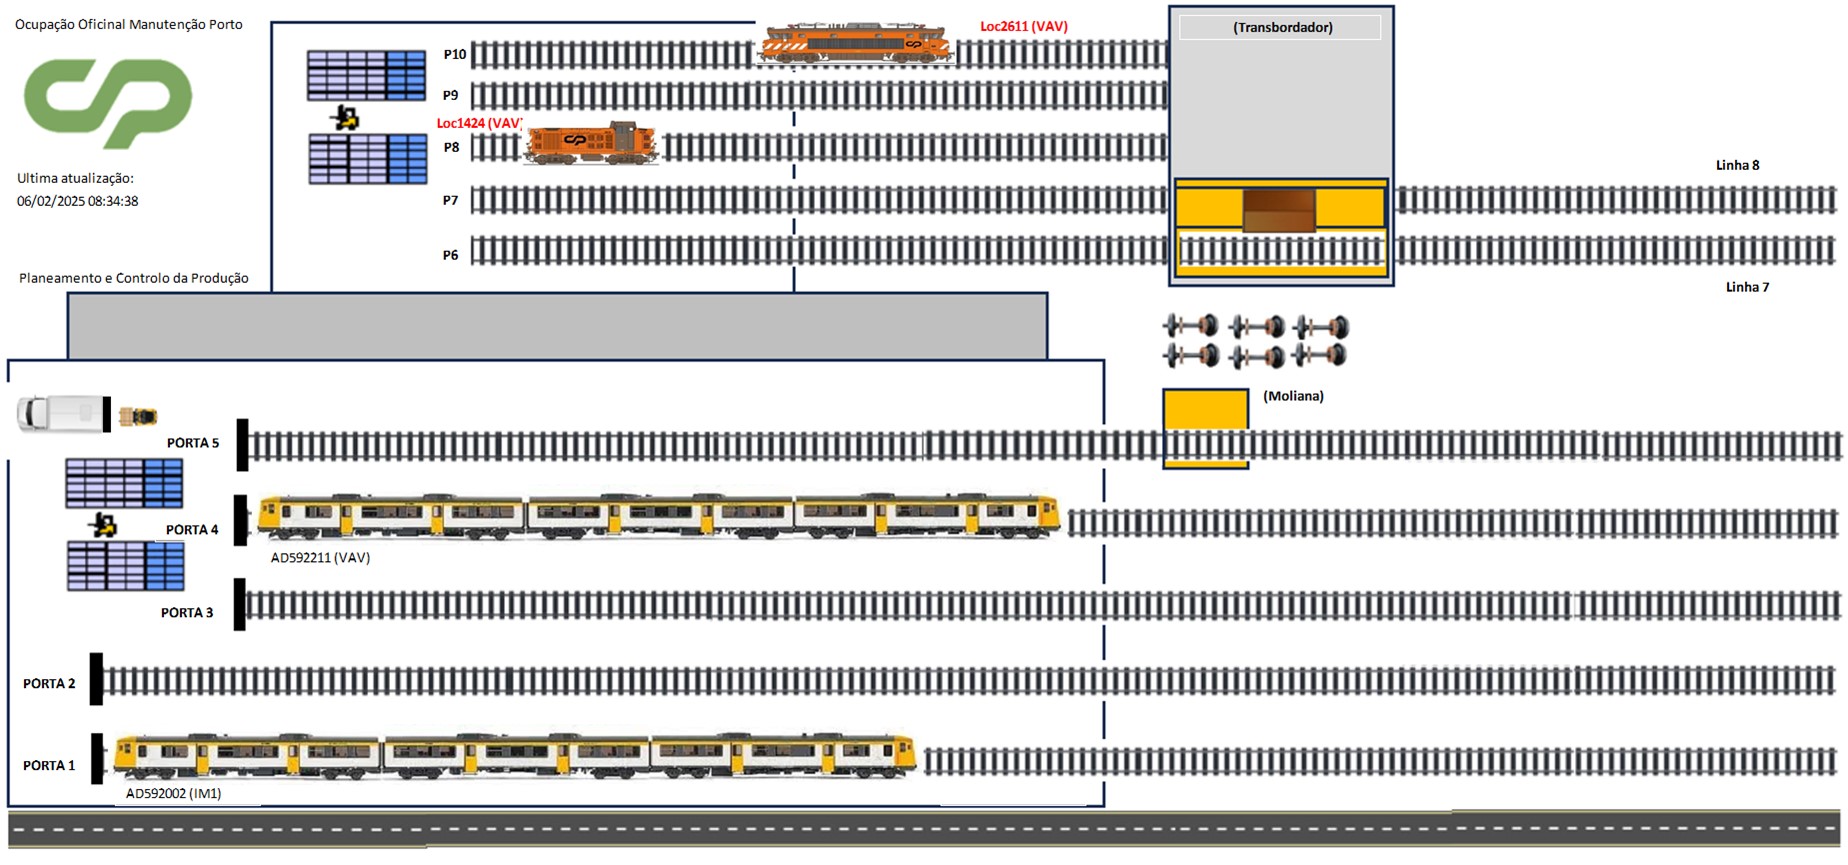 Ocupação Oficinal Manutenção Porto
Loc2611 (VAV)
(Transbordador)
P10
P9
Loc1424 (VAV)
P8
Ultima atualização:
06/02/2025 08:34:38
Linha 8
P7
P6
Planeamento e Controlo da Produção
Linha 7
(Moliana)
PORTA 5
PORTA 4
AD592211 (VAV)
PORTA 3
PORTA 2
PORTA 1
AD592002 (IM1)